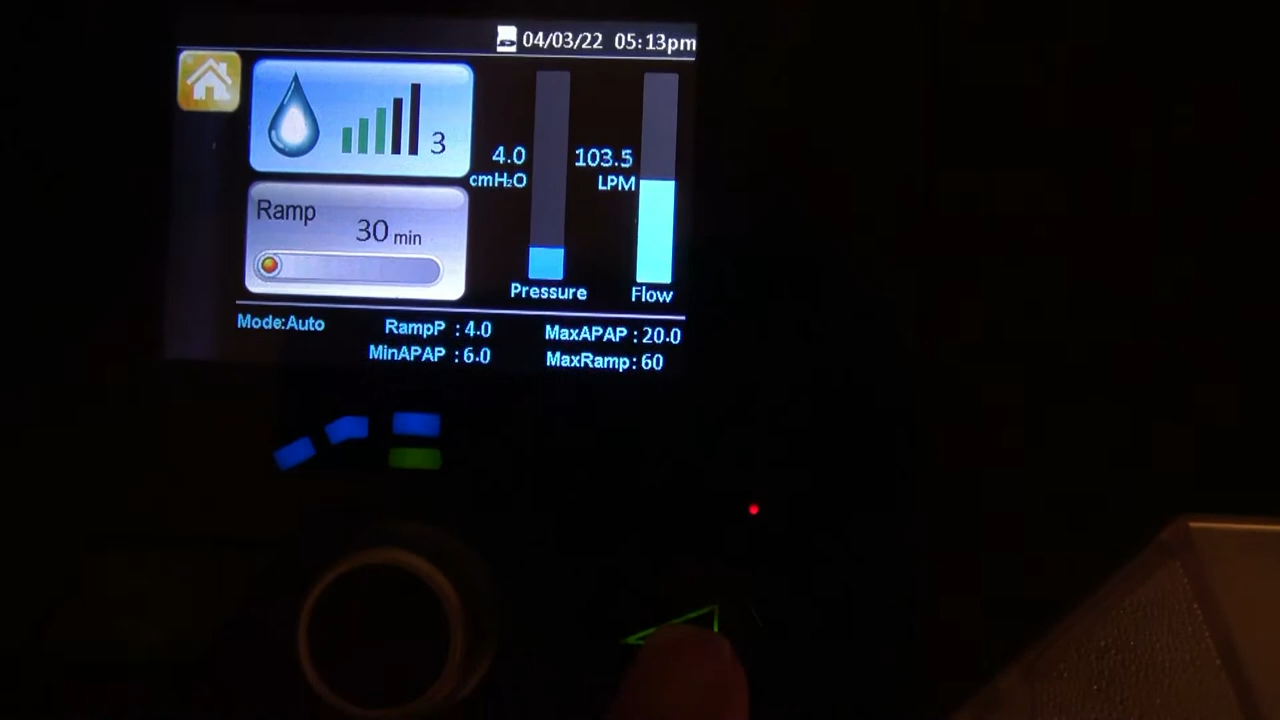 04/03/22 05:13pm
3
4.0
cmH₂O
103.5
LPM
Ramp
30 min
Pressure
Flow
Mode:Auto
RampP : 4.0
MaxAPAP : 20.0
MinAPAP : 6.0
MaxRamp: 60